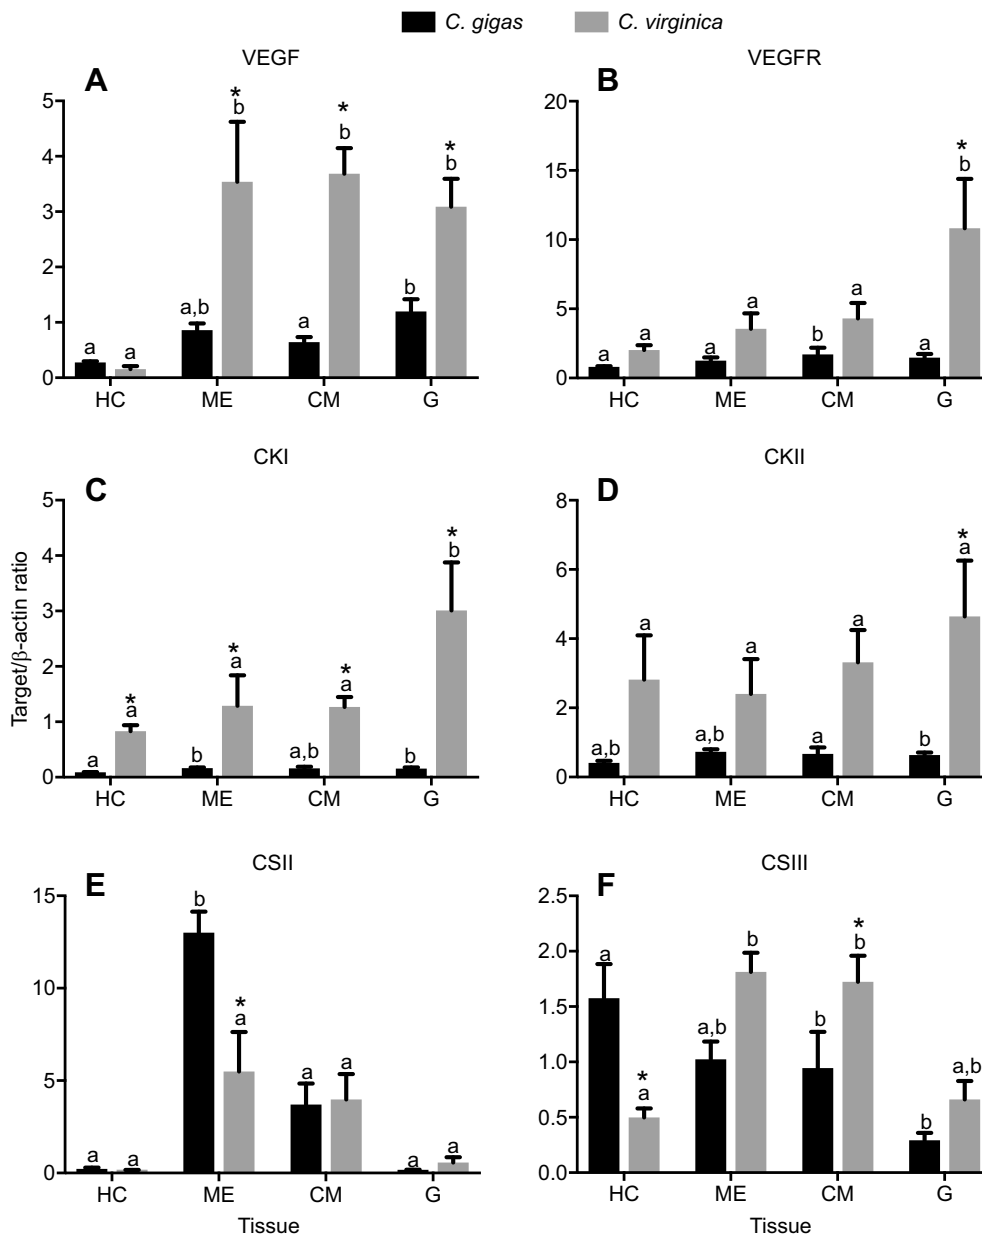 C. gigas C. virginica
A VEGF
5
4
3
2
1
0
a a a,b * b a * b b * b
HC ME CM G
B VEGFR
20
15
10
5
0
a a a a b a a * b
HC ME CM G
Target/β-actin ratio
C CKI
5
4
3
2
1
0
a * a b * a a,b * a b * b
HC ME CM G
D CKII
8
6
4
2
0
a,b a a,b a a a b * a
HC ME CM G
E CSII
15
10
5
0
a a b * a a a a a
HC ME CM G
Tissue
F CSIII
2.5
2.0
1.5
1.0
0.5
0.0
a * a a,b b b * b b a,b
HC ME CM G
Tissue